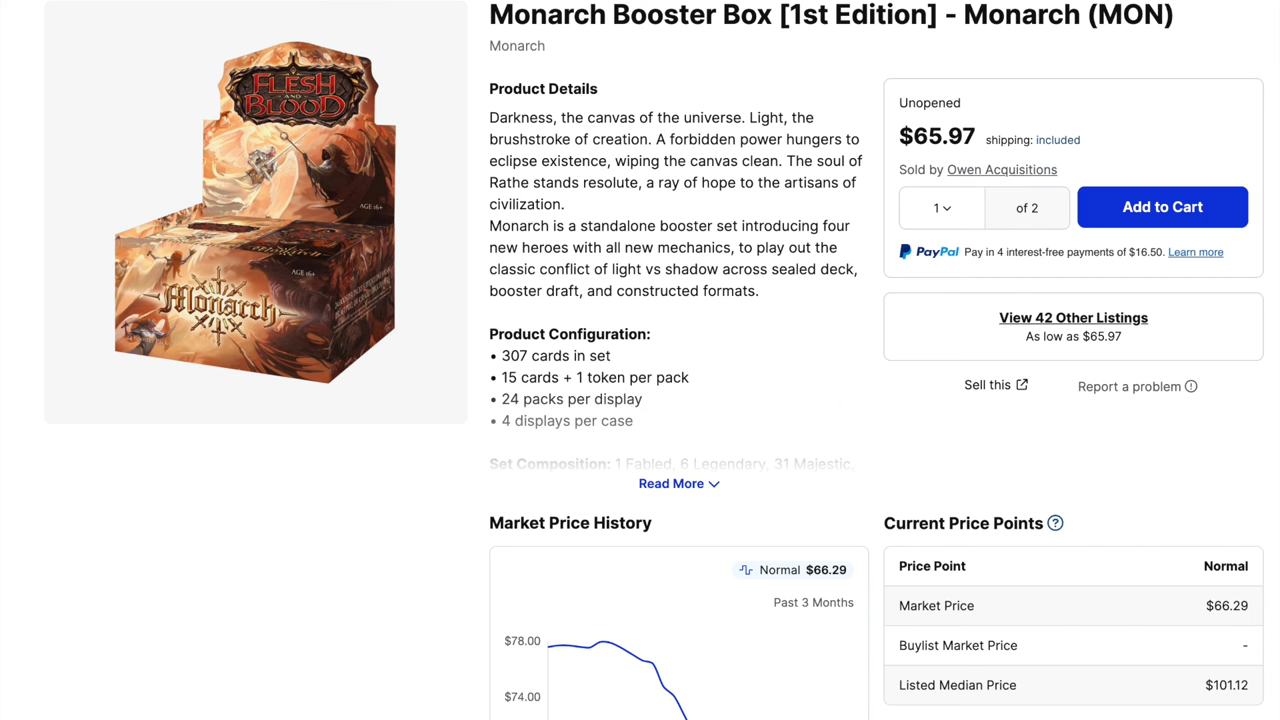 Monarch Booster Box [1st Edition] - Monarch (MON)
Monarch
FLESH
AND
BLOOD
AGE 16+
AGE 16+
Monarch
Product Details
Darkness, the canvas of the universe. Light, the
brushstroke of creation. A forbidden power hungers to
eclipse existence, wiping the canvas clean. The soul of
Rathe stands resolute, a ray of hope to the artisans of
civilization.
Monarch is a standalone booster set introducing four
new heroes with all new mechanics, to play out the
classic conflict of light vs shadow across sealed deck,
booster draft, and constructed formats.
Product Configuration:
• 307 cards in set
• 15 cards + 1 token per pack
• 24 packs per display
• 4 displays per case
Set Composition: 1 Fabled, 6 Legendary, 31 Majestic,
Read More
Unopened
$65.97 shipping: included
Sold by Owen Acquisitions
1 of 2 Add to Cart
PayPal Pay in 4 interest-free payments of $16.50. Learn more
View 42 Other Listings
As low as $65.97
Sell this Report a problem
Market Price History
Normal $66.29
Past 3 Months
$78.00
$74.00
Current Price Points ?
Price Point Normal
Market Price $66.29
Buylist Market Price -
Listed Median Price $101.12